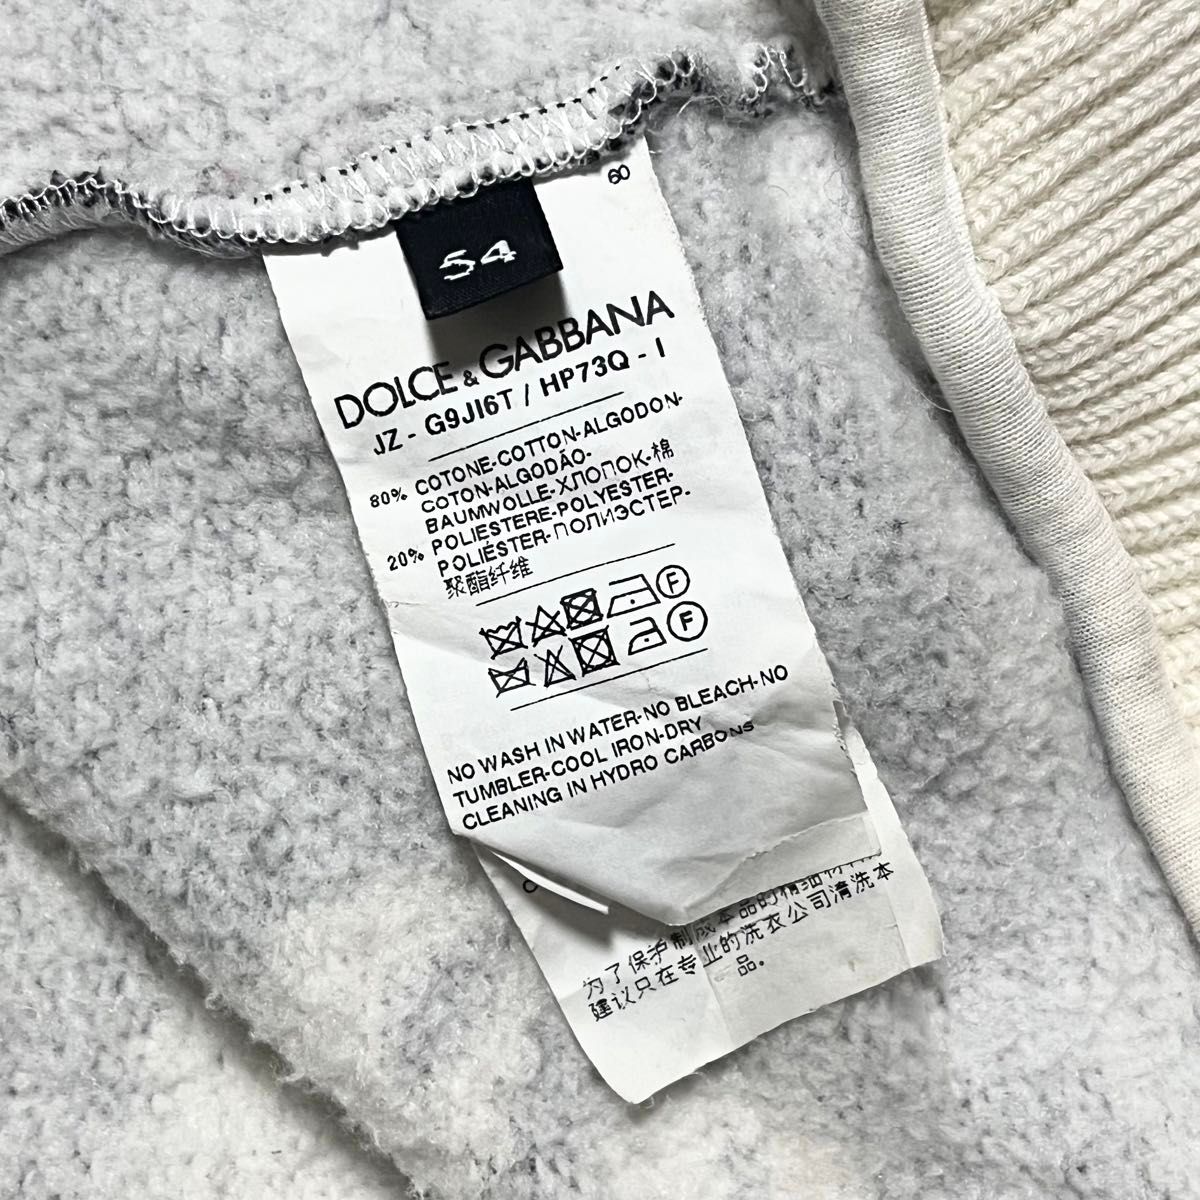 60
54
DOLCE & GABBANA
JZ - G9JI6T / HP73Q - I
80% COTONE-COTTON-ALGODON-
COTON-ALGODÃO-
BAUMWOLLE-ХЛОПОК-棉
20% POLIESTERE-POLYESTER-
POLIÉSTER-ПОЛИЭСТЕР-
聚酯纤维
F
F
NO WASH IN WATER-NO BLEACH-NO
TUMBLER-COOL IRON-DRY
CLEANING IN HYDRO CARBONS
为了保护制成本品的精细材料
建议只在专业的洗衣公司清洗本
品。